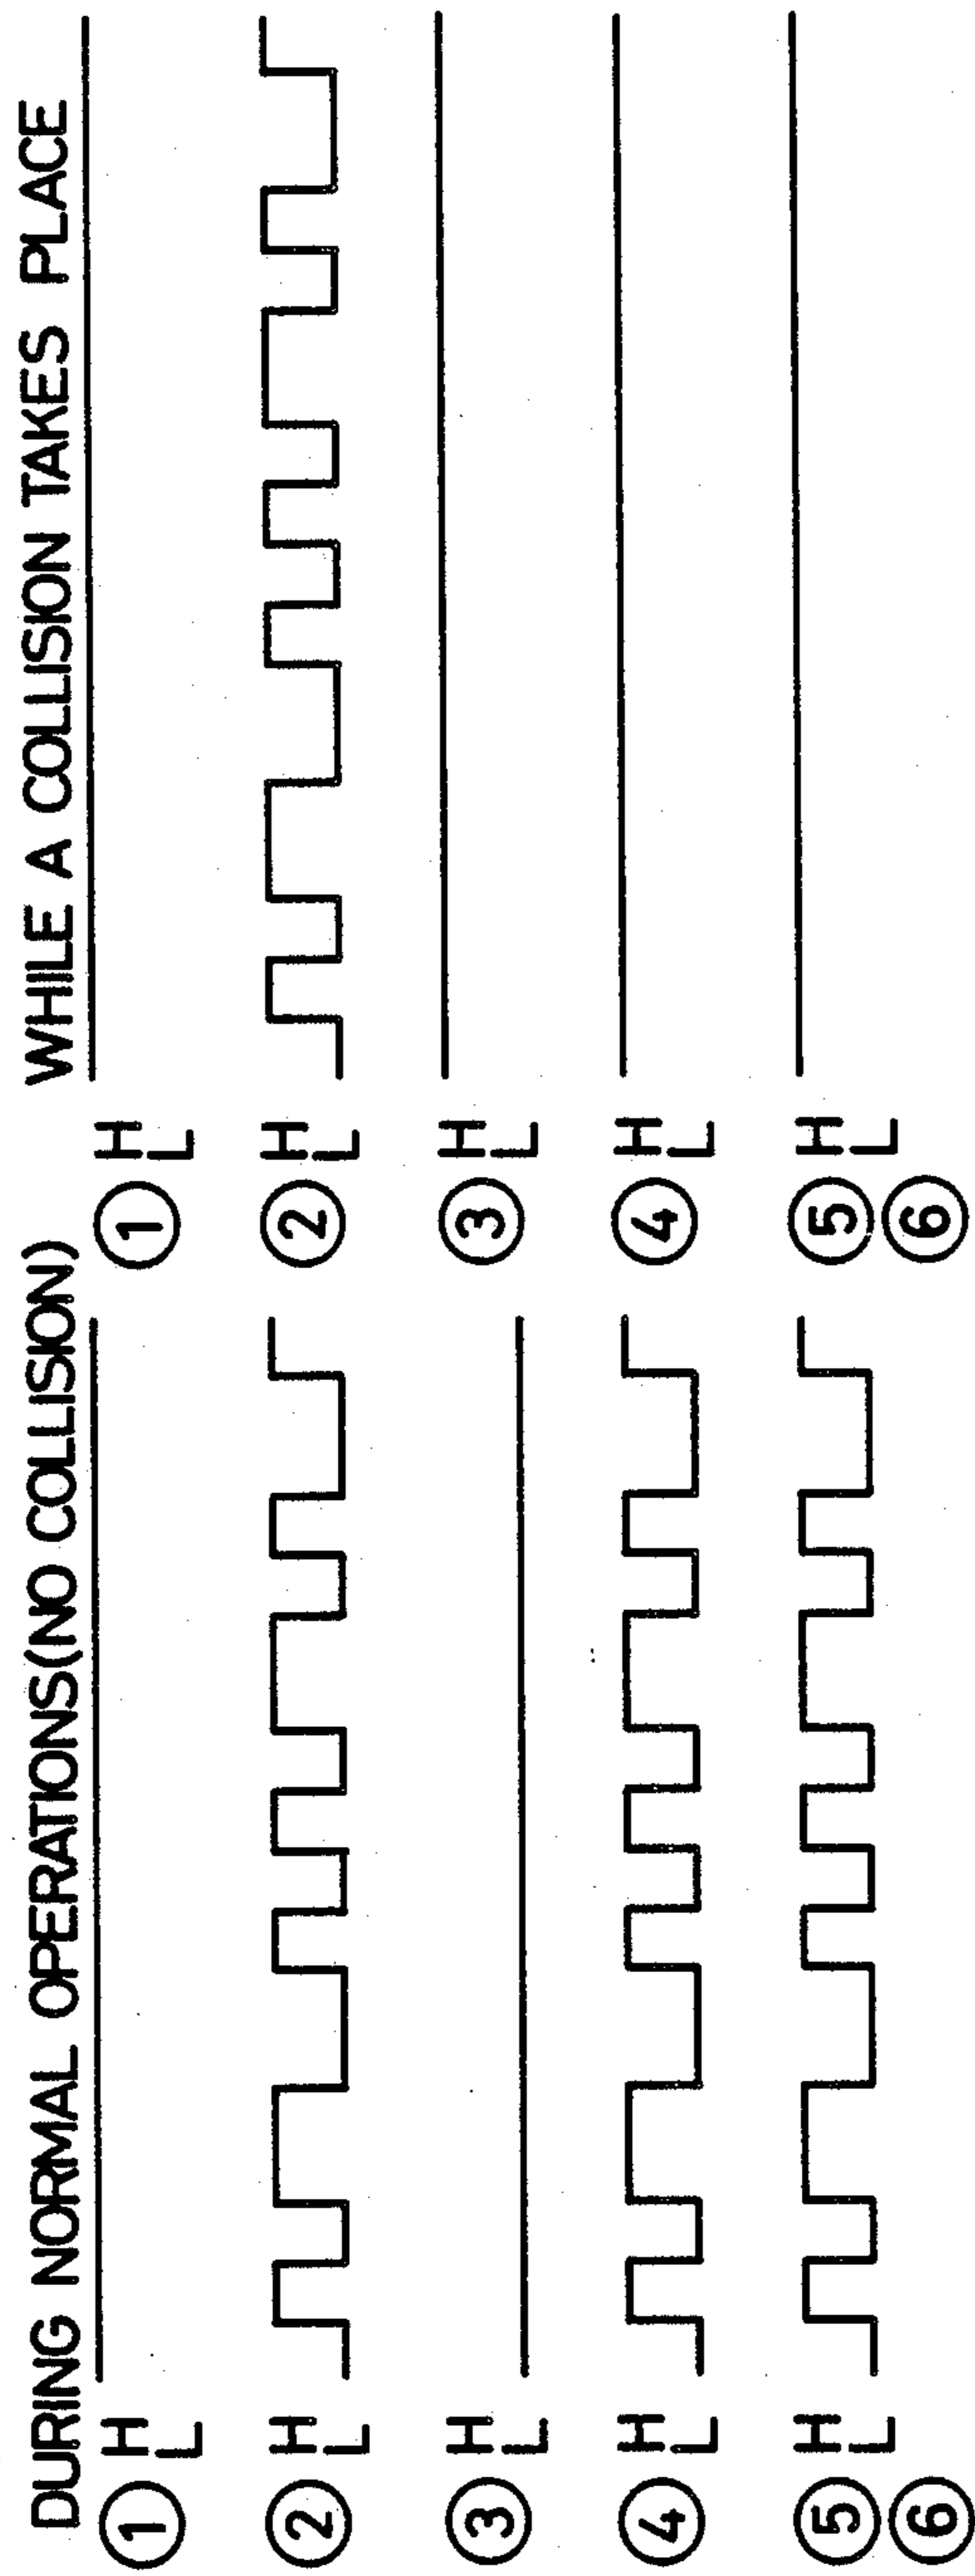 DURING NORMAL OPERATIONS(NO COLLISION)
① H
L
② H
L
③ H
L
④ H
L
⑤ H
L
⑥
WHILE A COLLISION TAKES PLACE
① H
L
② H
L
③ H
L
④ H
L
⑤ H
L
⑥